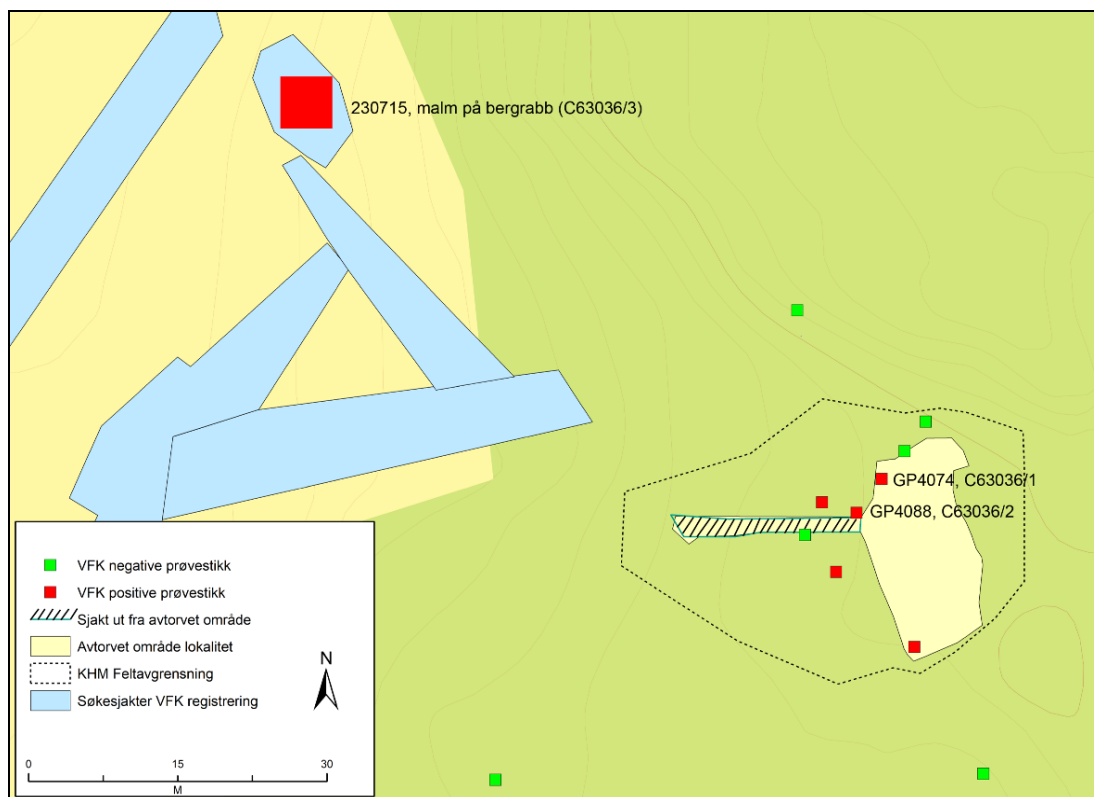 230715, malm på bergrabb (C63036/3)
GP4074, C63036/1
GP4088, C63036/2
VFK negative prøvestikk
VFK positive prøvestikk
Sjakt ut fra avtorvet område
Avtorvet område lokalitet
KHM Feltavgrensning
Søkesjakter VFK registrering
N
0 15 30
M